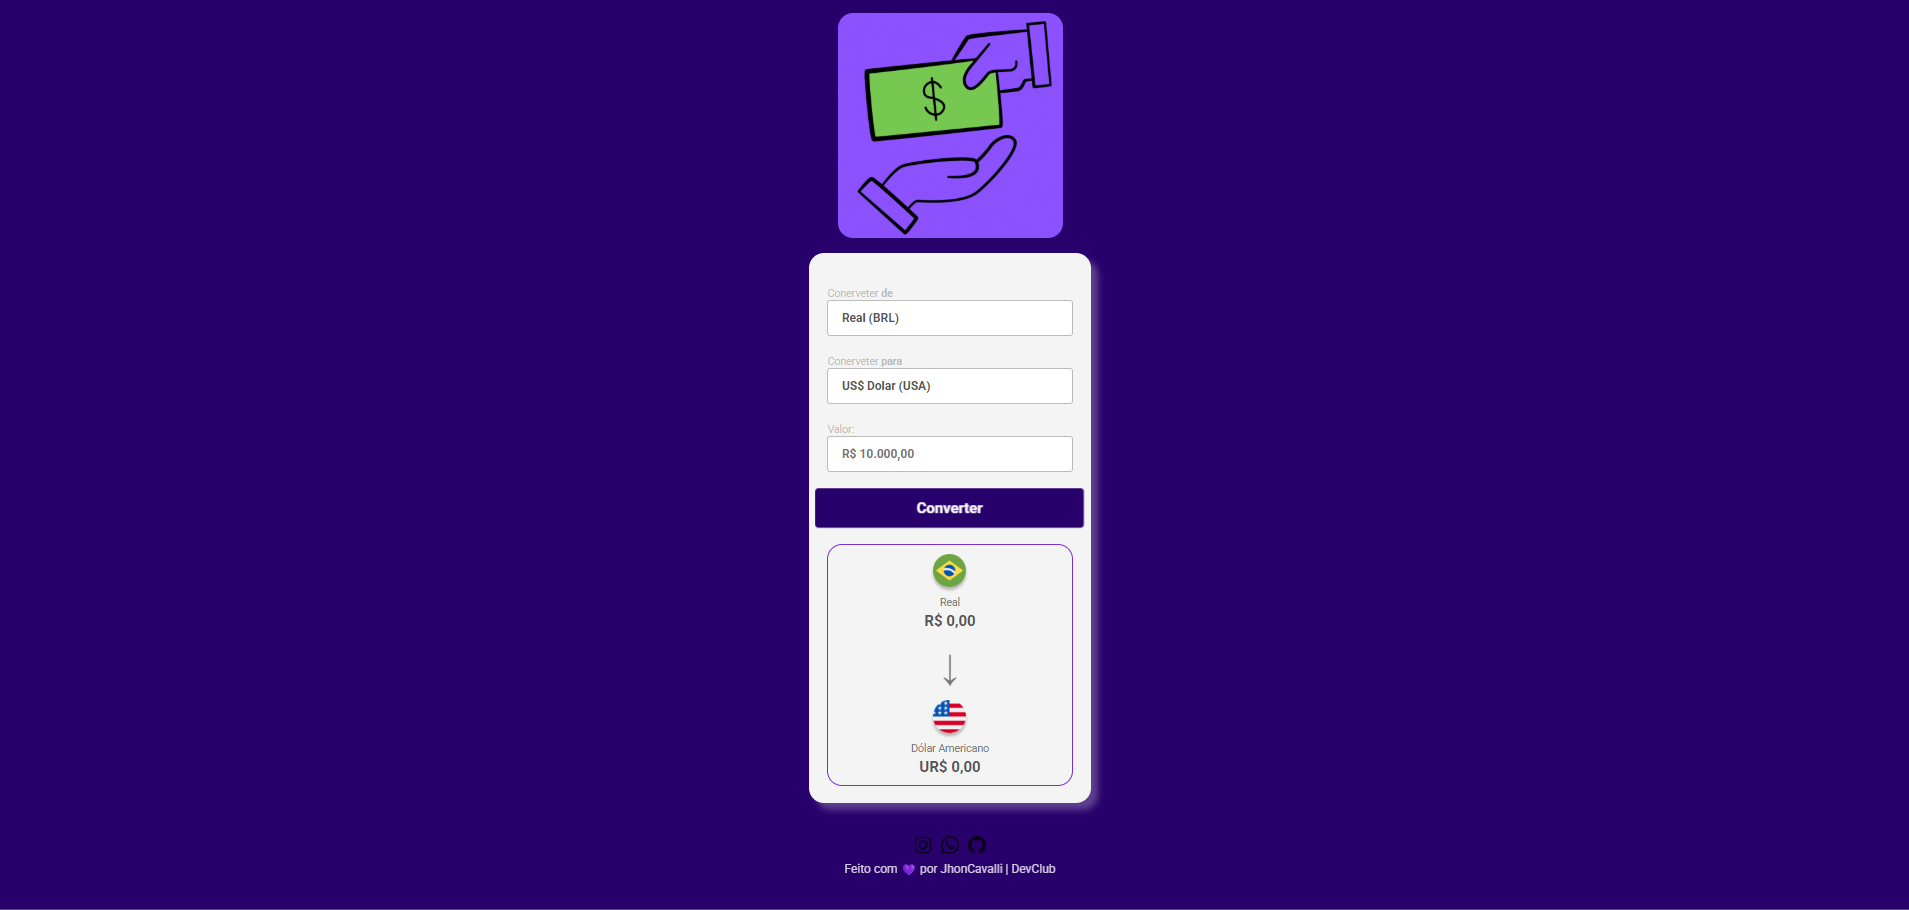 $
Conerveter de
Real (BRL)
Conerveter para
US$ Dolar (USA)
Valor:
R$ 10.000,00
Converter
Real
R$ 0,00
Dólar Americano
UR$ 0,00
Feito com 💜 por JhonCavalli | DevClub